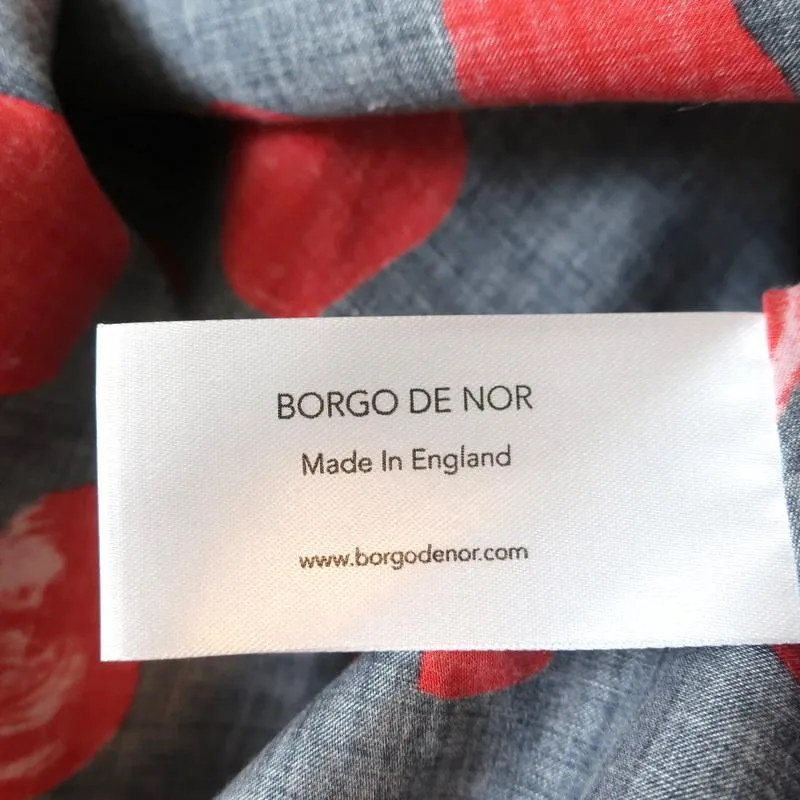 BORGO DE NOR
Made In England
www.borgodenor.com